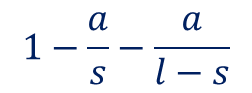 1 − a/s − a/(l − s)